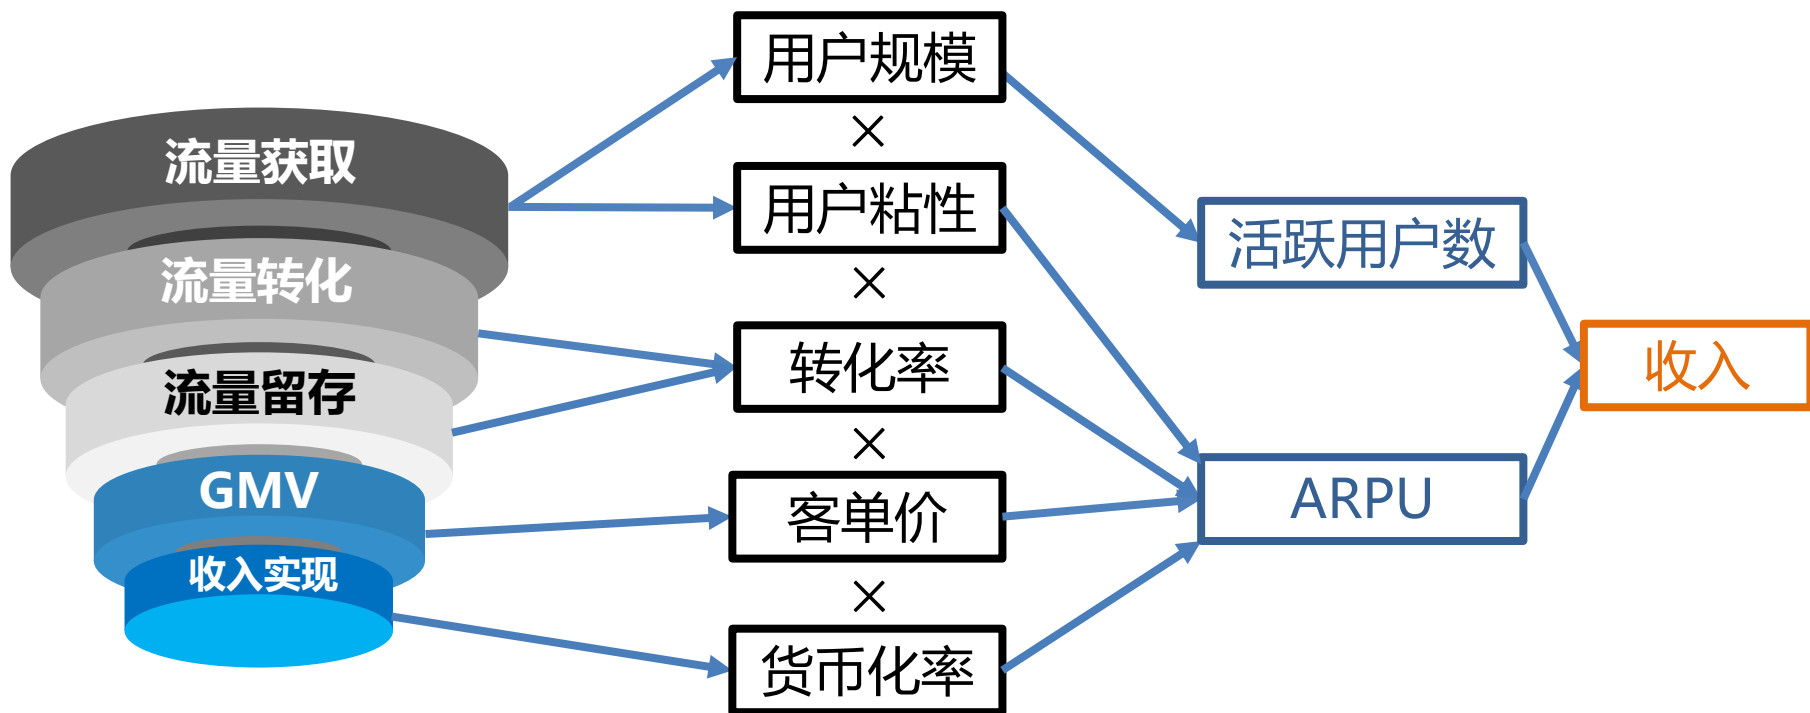 流量获取
流量转化
流量留存
GMV
收入实现
用户规模
×
用户粘性
×
转化率
×
客单价
×
货币化率
活跃用户数
ARPU
收入